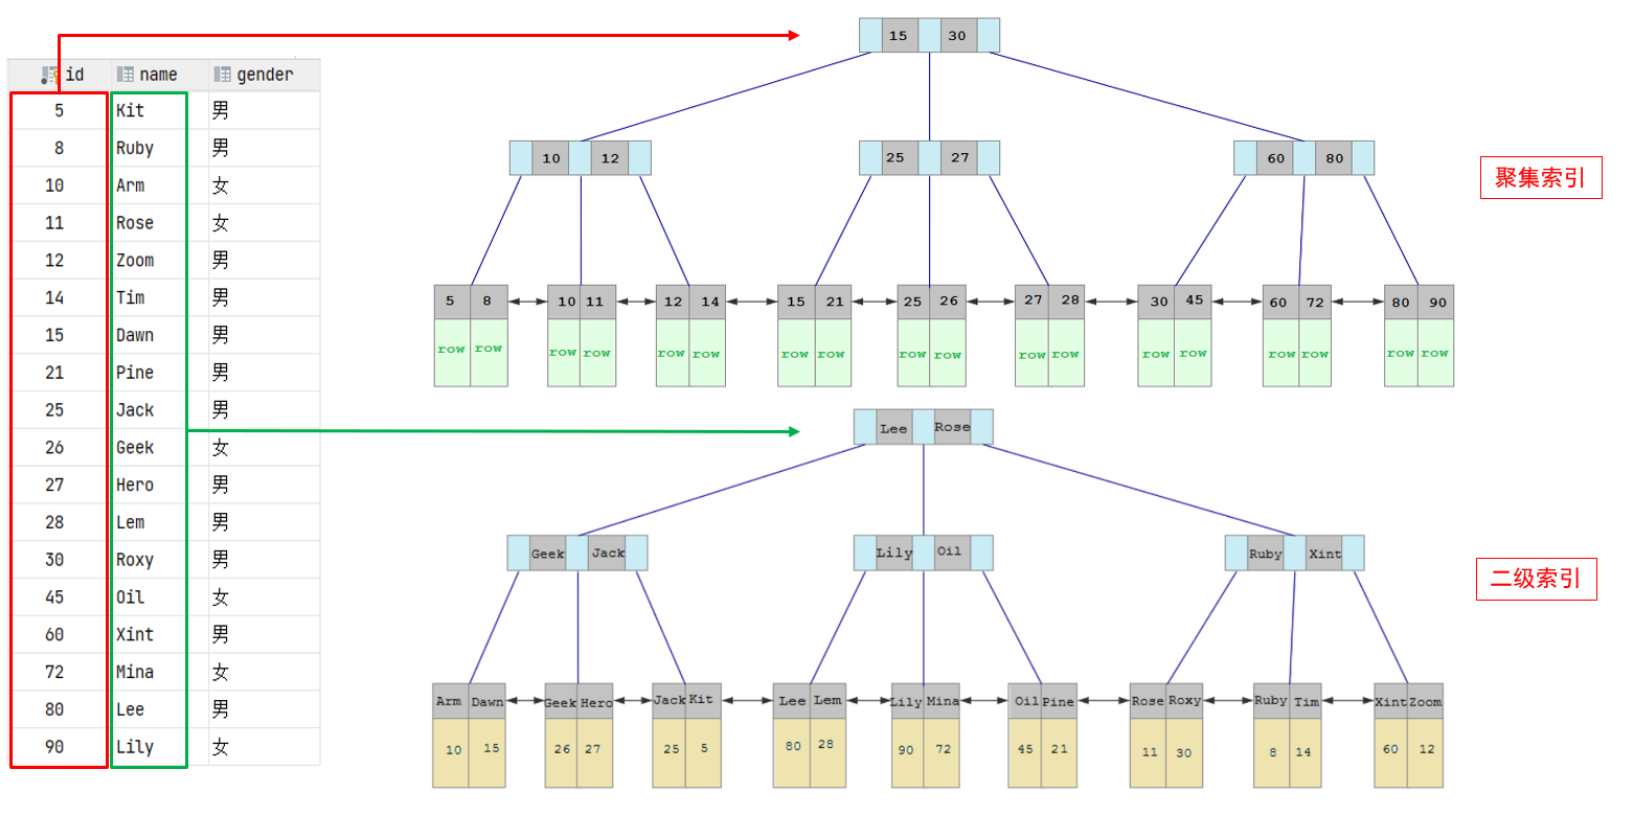 id name gender
5 Kit 男
8 Ruby 男
10 Arm 女
11 Rose 女
12 Zoom 男
14 Tim 男
15 Dawn 男
21 Pine 男
25 Jack 男
26 Geek 女
27 Hero 男
28 Lem 男
30 Roxy 男
45 Oil 女
60 Xint 男
72 Mina 女
80 Lee 男
90 Lily 女
15 30
10 12 25 27 60 80
聚集索引
5 8 10 11 12 14 15 21 25 26 27 28 30 45 60 72 80 90
row row row row row row row row row row row row row row row row row row
Lee Rose
Geek Jack Lily Oil Ruby Xint
二级索引
Arm Dawn Geek Hero Jack Kit Lee Lem Lily Mina Oil Pine Rose Roxy Ruby Tim Xint Zoom
10 15 26 27 25 5 80 28 90 72 45 21 11 30 8 14 60 12